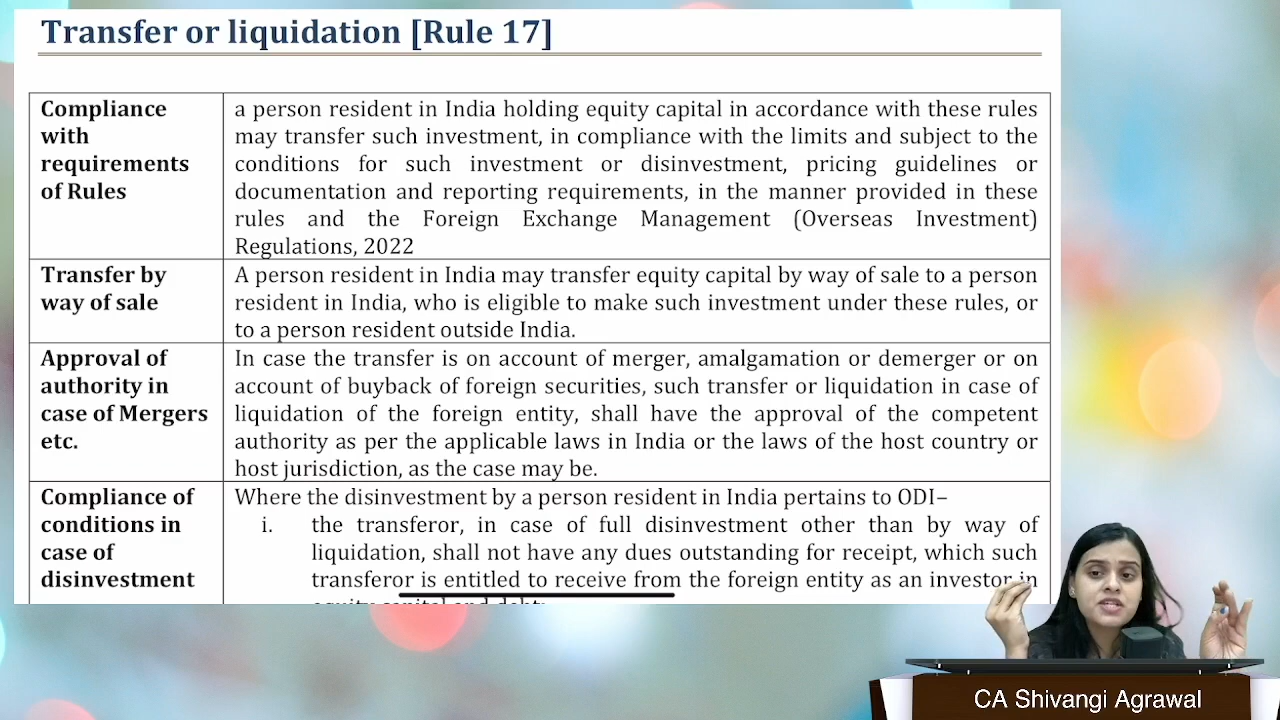 Transfer or liquidation [Rule 17]
Compliance
with
requirements
of Rules
a person resident in India holding equity capital in accordance with these rules
may transfer such investment, in compliance with the limits and subject to the
conditions for such investment or disinvestment, pricing guidelines or
documentation and reporting requirements, in the manner provided in these
rules and the Foreign Exchange Management (Overseas Investment)
Regulations, 2022
Transfer by
way of sale
A person resident in India may transfer equity capital by way of sale to a person
resident in India, who is eligible to make such investment under these rules, or
to a person resident outside India.
Approval of
authority in
case of Mergers
etc.
In case the transfer is on account of merger, amalgamation or demerger or on
account of buyback of foreign securities, such transfer or liquidation in case of
liquidation of the foreign entity, shall have the approval of the competent
authority as per the applicable laws in India or the laws of the host country or
host jurisdiction, as the case may be.
Compliance of
conditions in
case of
disinvestment
Where the disinvestment by a person resident in India pertains to ODI–
i. the transferor, in case of full disinvestment other than by way of
liquidation, shall not have any dues outstanding for receipt, which such
transferor is entitled to receive from the foreign entity as an investor in
equity capital and debt;
CA Shivangi Agrawal